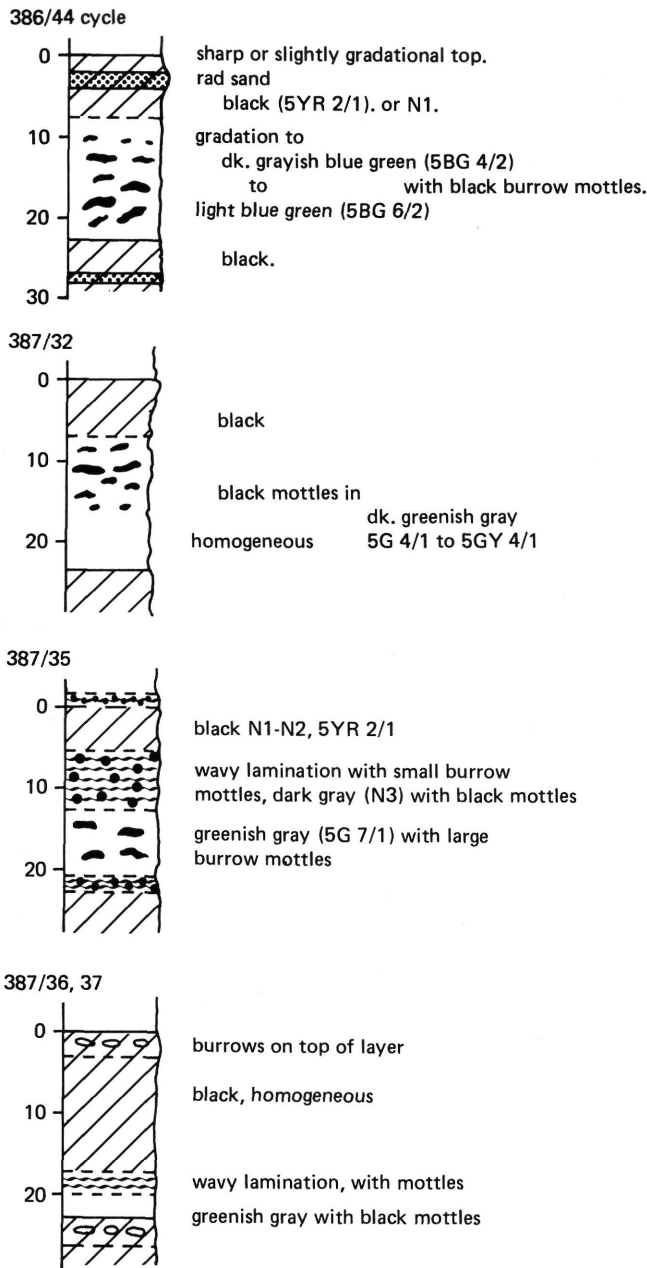 386/44 cycle
0
sharp or slightly gradational top.
rad sand
black (5YR 2/1). or N1.
10
gradation to
dk. grayish blue green (5BG 4/2)
to with black burrow mottles.
20
light blue green (5BG 6/2)
black.
30
387/32
0
black
10
black mottles in
dk. greenish gray
20
homogeneous 5G 4/1 to 5GY 4/1
387/35
0
black N1-N2, 5YR 2/1
wavy lamination with small burrow
10
mottles, dark gray (N3) with black mottles
greenish gray (5G 7/1) with large
20
burrow mottles
387/36, 37
0
burrows on top of layer
10
black, homogeneous
wavy lamination, with mottles
20
greenish gray with black mottles